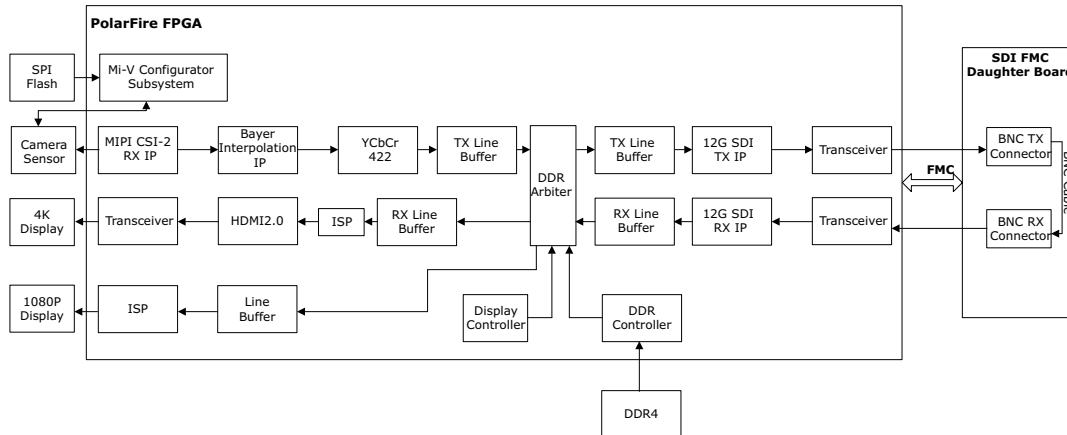 PolarFire FPGA
SPI
Flash
Mi-V Configurator
Subsystem
SDI FMC
Daughter Board
Camera
Sensor
MIPI CSI-2
RX IP
Bayer
Interpolation
IP
YCbCr
422
TX Line
Buffer
DDR
Arbiter
TX Line
Buffer
12G SDI
TX IP
Transceiver
FMC
BNC TX
Connector
BNC Cable
4K
Display
Transceiver
HDMI2.0
ISP
RX Line
Buffer
RX Line
Buffer
12G SDI
RX IP
Transceiver
BNC RX
Connector
1080P
Display
ISP
Line
Buffer
Display
Controller
DDR
Controller
DDR4